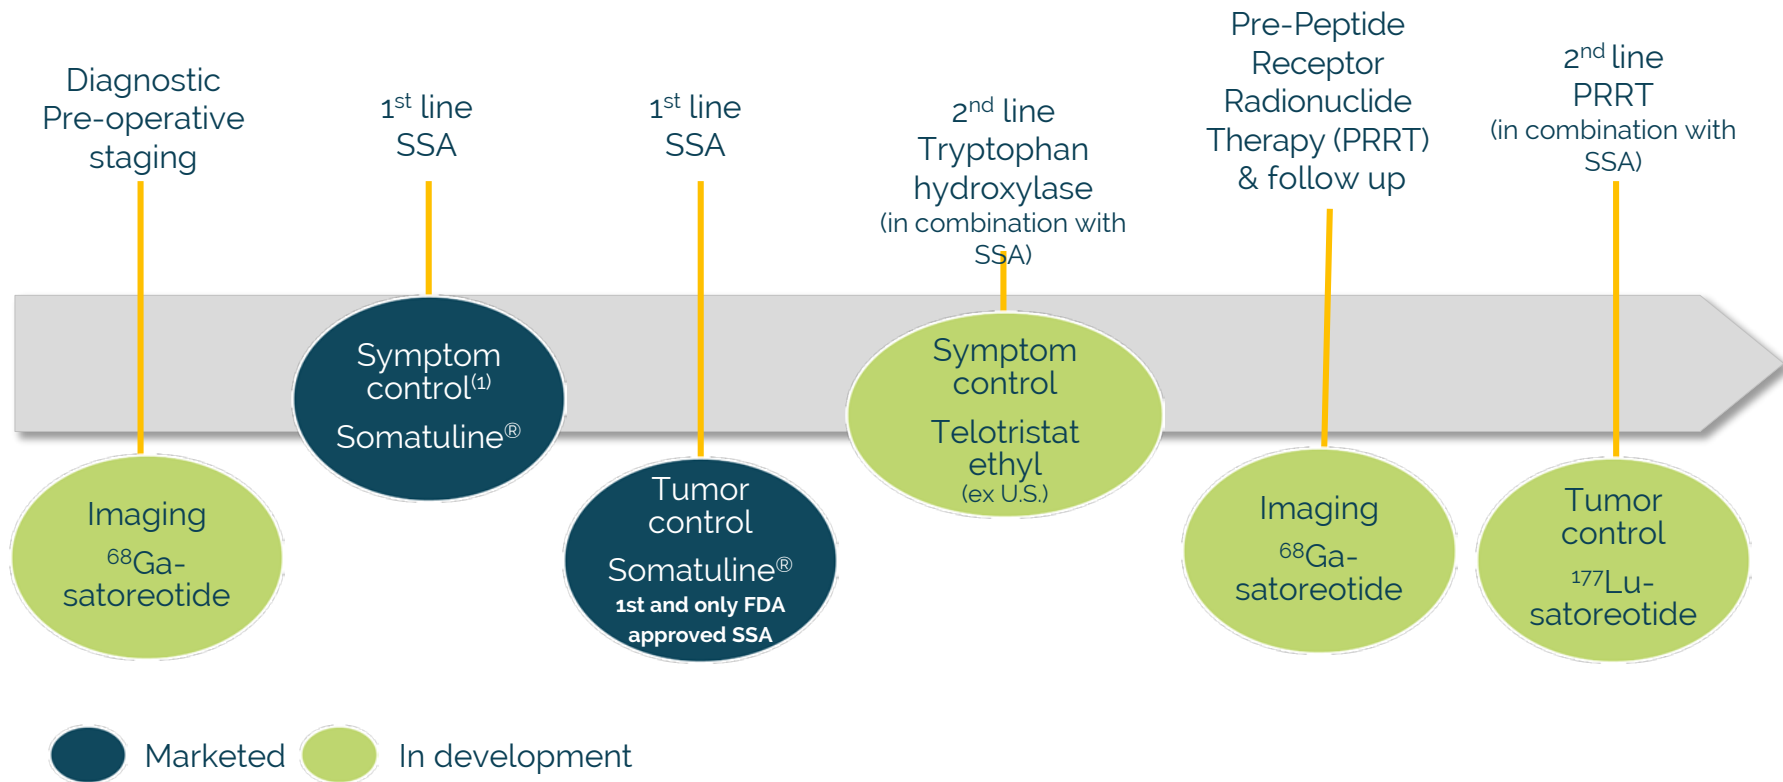 Diagnostic
Pre-operative
staging
1st line
SSA
1st line
SSA
2nd line
Tryptophan
hydroxylase
(in combination with
SSA)
Pre-Peptide
Receptor
Radionuclide
Therapy (PRRT)
& follow up
2nd line
PRRT
(in combination with
SSA)
Imaging
68Ga-
satoreotide
Symptom
control(1)
Somatuline®
Tumor
control
Somatuline®
1st and only FDA
approved SSA
Symptom
control
Telotristat
ethyl
(ex U.S.)
Imaging
68Ga-
satoreotide
Tumor
control
177Lu-
satoreotide
Marketed
In development